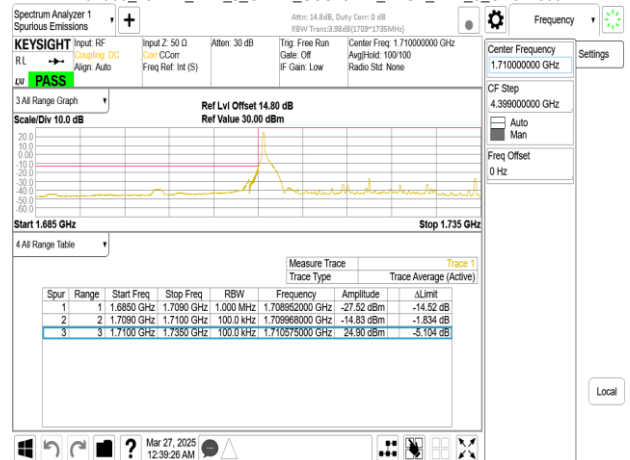 Spectrum Analyzer 1
Spurious Emissions
Attn: 14.8dB, Duty Corr: 0 dB
RBW Trans:3.98dB(1709~1735MHz)
Frequency
KEYSIGHT
RL
LXI
PASS
Input: RF
Coupling: DC
Align: Auto
Input Z: 50 Ω
Corr CCorr
Freq Ref: Int (S)
Atten: 30 dB
Trig: Free Run
Gate: Off
IF Gain: Low
Center Freq: 1.710000000 GHz
Avg|Hold: 100/100
Radio Std: None
Center Frequency
1.710000000 GHz
Settings
CF Step
4.399000000 GHz
Auto
Man
Freq Offset
0 Hz
3 All Range Graph
Ref Lvl Offset 14.80 dB
Scale/Div 10.0 dB
Ref Value 30.00 dBm
20.0
10.0
0.00
-10.0
-20.0
-30.0
-40.0
-50.0
-60.0
Start 1.685 GHz
Stop 1.735 GHz
4 All Range Table
Measure Trace Trace 1
Trace Type Trace Average (Active)
Spur Range Start Freq Stop Freq RBW Frequency Amplitude ΔLimit
1 1 1.6850 GHz 1.7090 GHz 1.000 MHz 1.708952000 GHz -27.52 dBm -14.52 dB
2 2 1.7090 GHz 1.7100 GHz 100.0 kHz 1.709968000 GHz -14.83 dBm -1.834 dB
3 3 1.7100 GHz 1.7350 GHz 100.0 kHz 1.710575000 GHz 24.90 dBm -5.104 dB
Local
Mar 27, 2025
12:39:26 AM